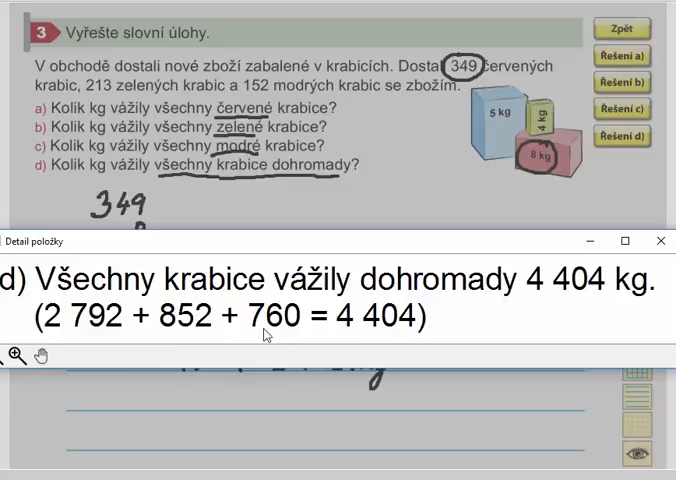 3 Vyřešte slovní úlohy.
Zpět
V obchodě dostali nové zboží zabalené v krabicích. Dostal 349 červených
krabic, 213 zelených krabic a 152 modrých krabic se zbožím.
Řešení a)
Řešení b)
Řešení c)
Řešení d)
a) Kolik kg vážily všechny červené krabice?
b) Kolik kg vážily všechny zelené krabice?
c) Kolik kg vážily všechny modré krabice?
d) Kolik kg vážily všechny krabice dohromady?
5 kg
4 kg
8 kg
349
Detail položky
d) Všechny krabice vážily dohromady 4 404 kg.
(2 792 + 852 + 760 = 4 404)